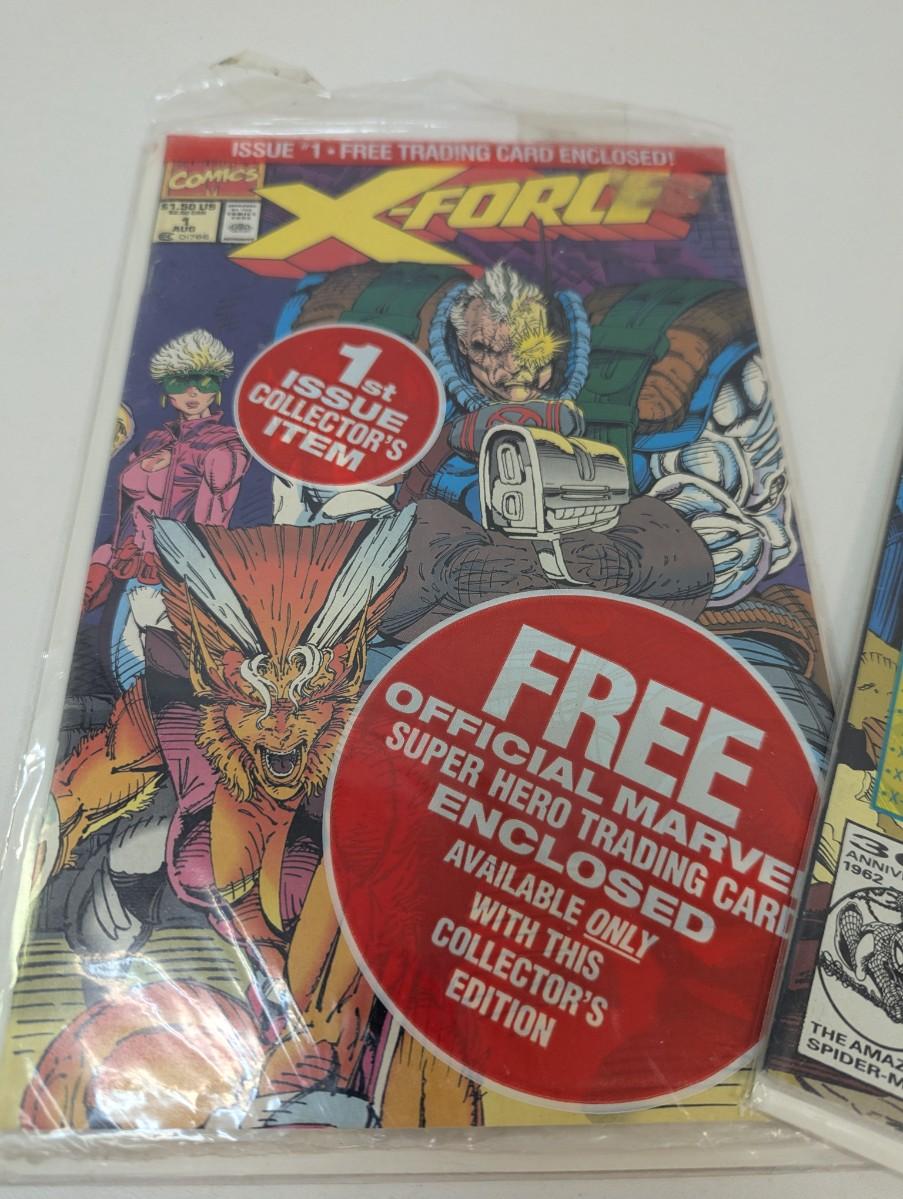 ISSUE #1 • FREE TRADING CARD ENCLOSED!
COMICS
X-FORCE
$1.50 US
1
AUG
1st
ISSUE
COLLECTOR'S
ITEM
FREE
OFFICIAL MARVEL
SUPER HERO TRADING CARD
ENCLOSED
AVAILABLE ONLY
WITH THIS
COLLECTOR'S
EDITION
ANNIV
1962
THE AMAZ
SPIDER-M